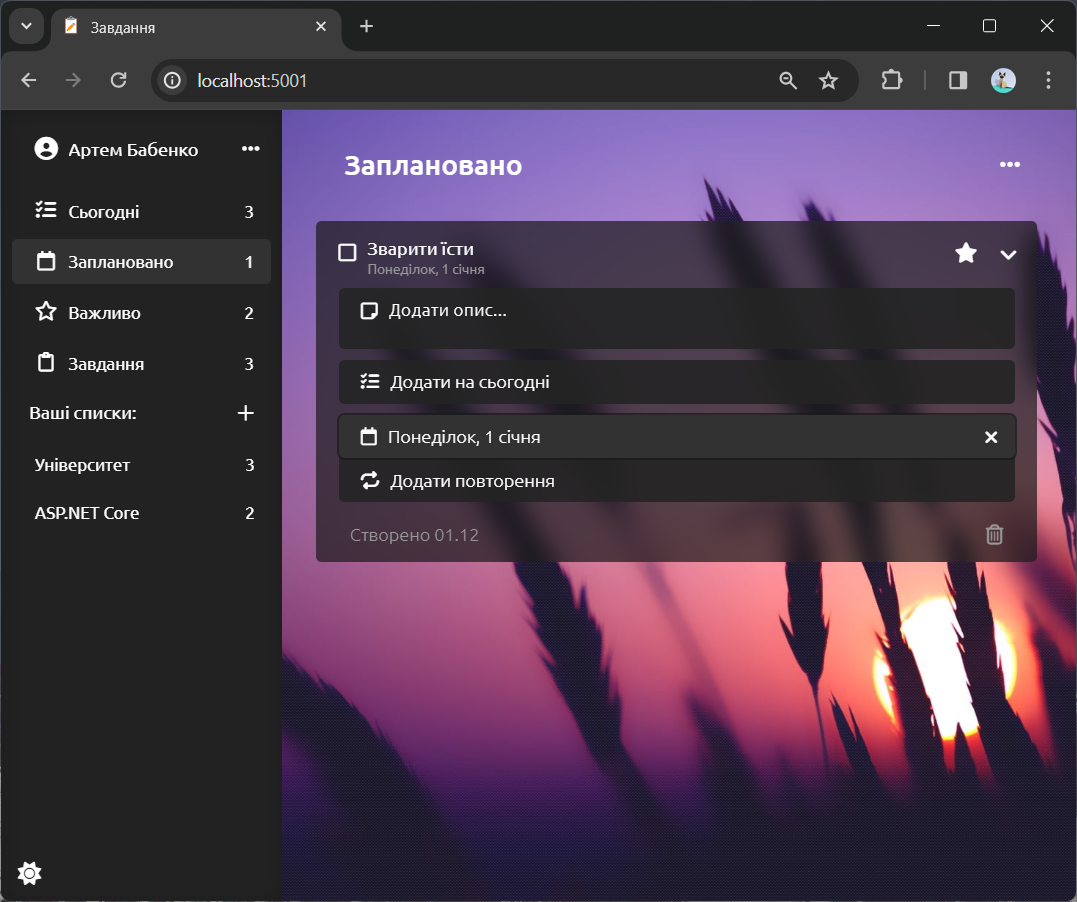 Завдання
localhost:5001
Артем Бабенко
Сьогодні 3
Заплановано 1
Важливо 2
Завдання 3
Ваші списки:
Університет 3
ASP.NET Core 2
Заплановано
Зварити їсти
Понеділок, 1 січня
Додати опис...
Додати на сьогодні
Понеділок, 1 січня
Додати повторення
Створено 01.12